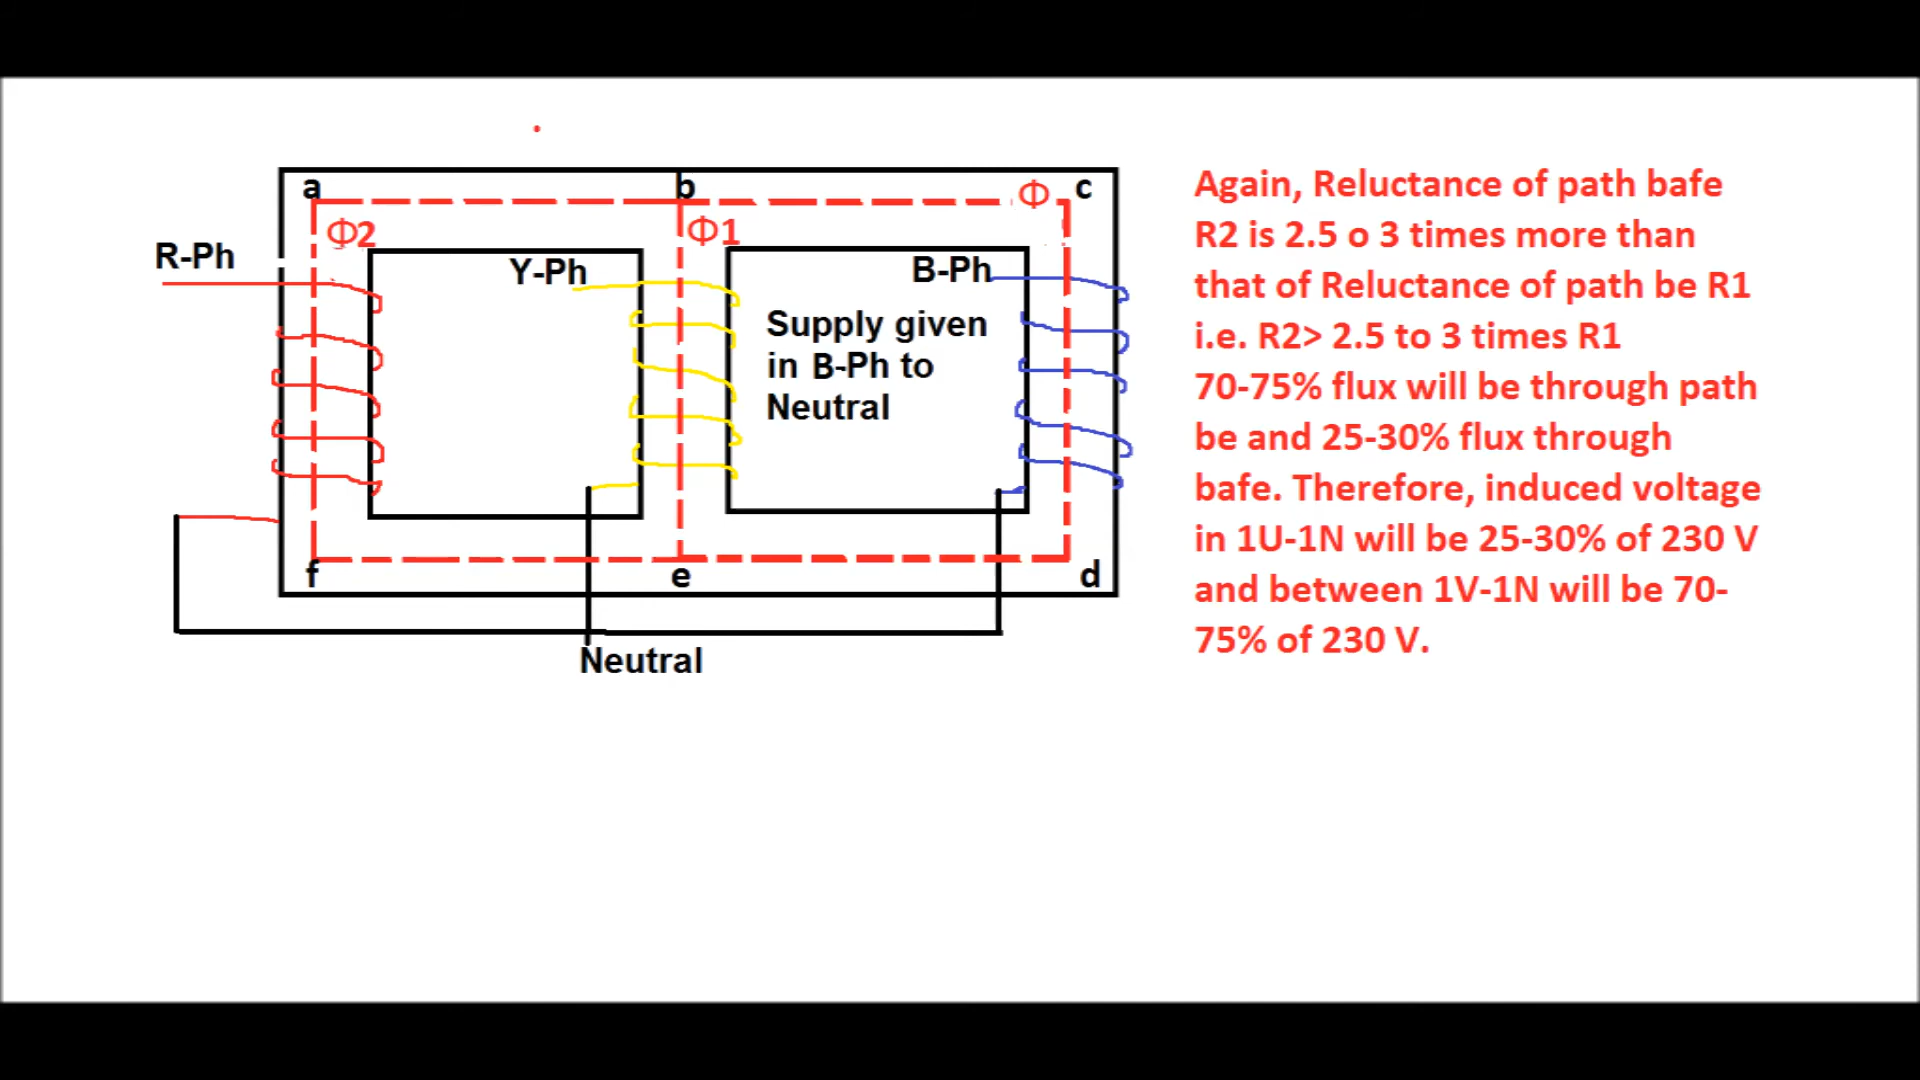 a
b
Φ
c
Φ2
Φ1
R-Ph
Y-Ph
B-Ph
Supply given
in B-Ph to
Neutral
f
e
d
Neutral
Again, Reluctance of path bafe
R2 is 2.5 o 3 times more than
that of Reluctance of path be R1
i.e. R2> 2.5 to 3 times R1
70-75% flux will be through path
be and 25-30% flux through
bafe. Therefore, induced voltage
in 1U-1N will be 25-30% of 230 V
and between 1V-1N will be 70-
75% of 230 V.